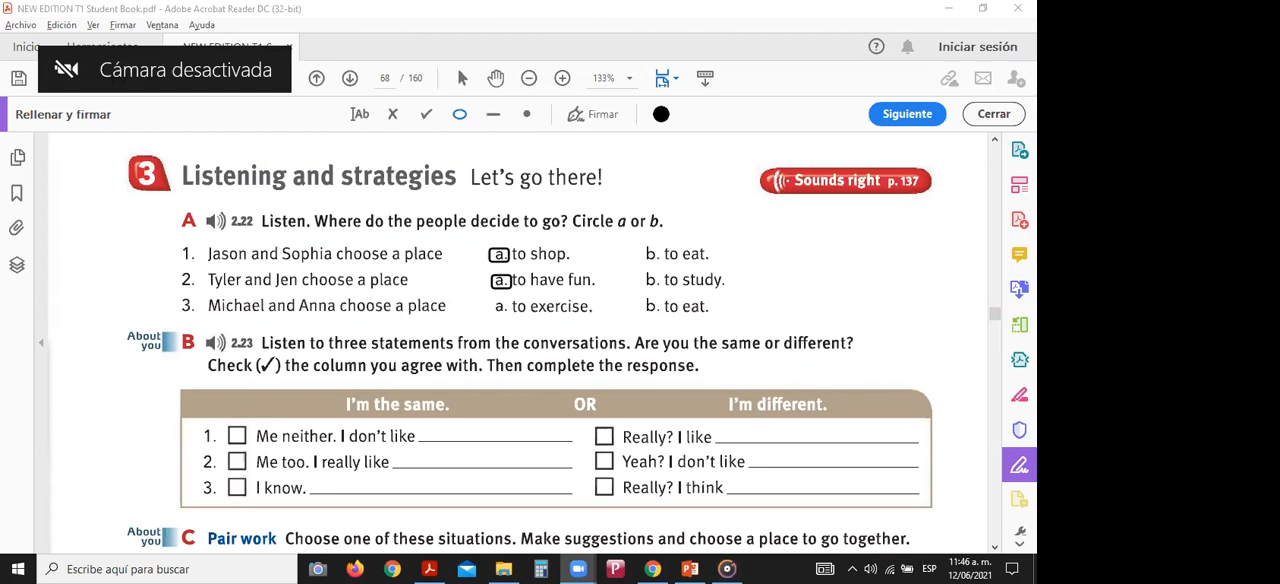 NEW EDITION T1 Student Book.pdf - Adobe Acrobat Reader DC (32-bit)
Archivo Edición Ver Firmar Ventana Ayuda
Inicio
Iniciar sesión
Cámara desactivada
68 / 160
133%
Rellenar y firmar
Ab
Firmar
Siguiente
Cerrar
3 Listening and strategies Let's go there!
Sounds right p. 137
A 2.22 Listen. Where do the people decide to go? Circle a or b.
1. Jason and Sophia choose a place a. to shop. b. to eat.
2. Tyler and Jen choose a place a. to have fun. b. to study.
3. Michael and Anna choose a place a. to exercise. b. to eat.
About you B 2.23 Listen to three statements from the conversations. Are you the same or different?
Check (✓) the column you agree with. Then complete the response.
I'm the same. OR I'm different.
1. Me neither. I don't like Really? I like
2. Me too. I really like Yeah? I don't like
3. I know. Really? I think
About you C Pair work Choose one of these situations. Make suggestions and choose a place to go together.
Escribe aquí para buscar
ESP
11:46 a. m.
12/06/2021